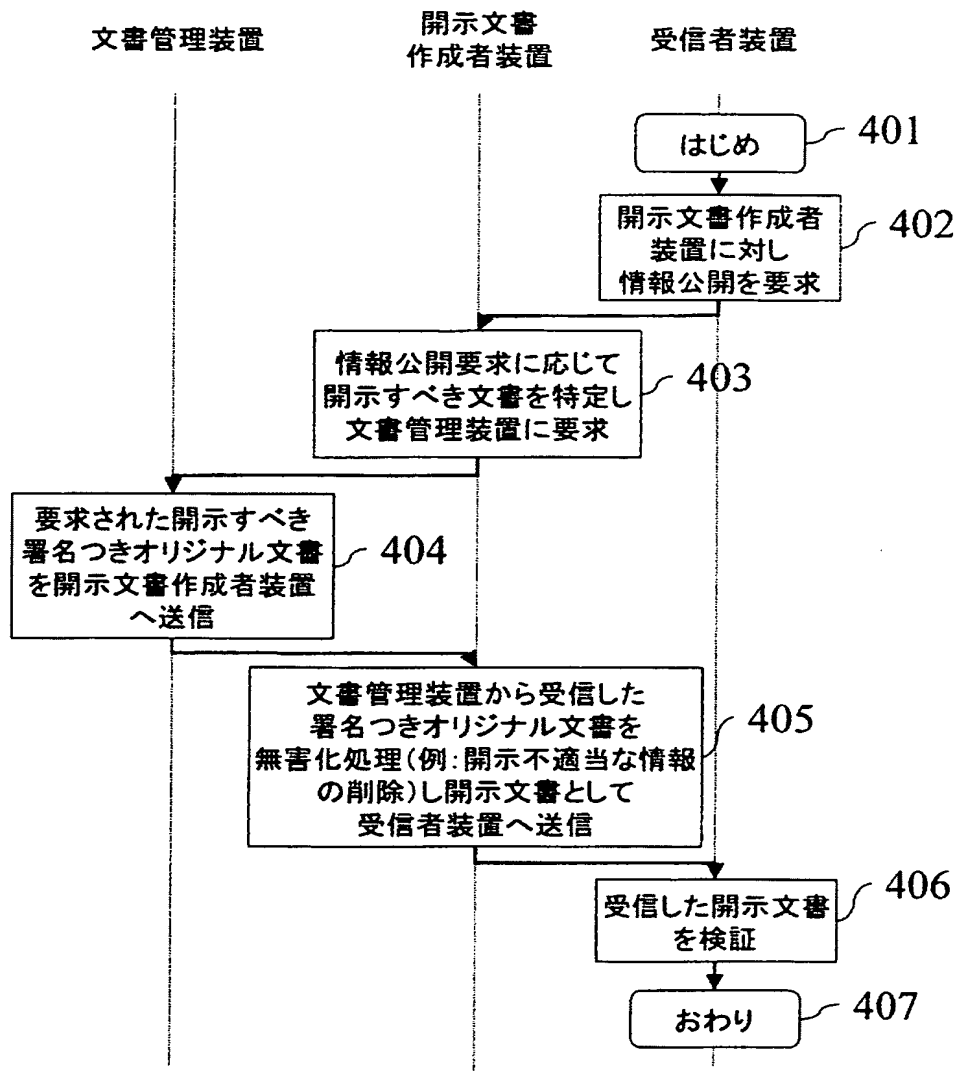 文書管理装置
開示文書
作成者装置
受信者装置
はじめ
401
開示文書作成者
装置に対し
情報公開を要求
402
情報公開要求に応じて
開示すべき文書を特定し
文書管理装置に要求
403
要求された開示すべき
署名つきオリジナル文書
を開示文書作成者装置
へ送信
404
文書管理装置から受信した
署名つきオリジナル文書を
無害化処理(例:開示不適当な情報
の削除)し開示文書として
受信者装置へ送信
405
受信した開示文書
を検証
406
おわり
407